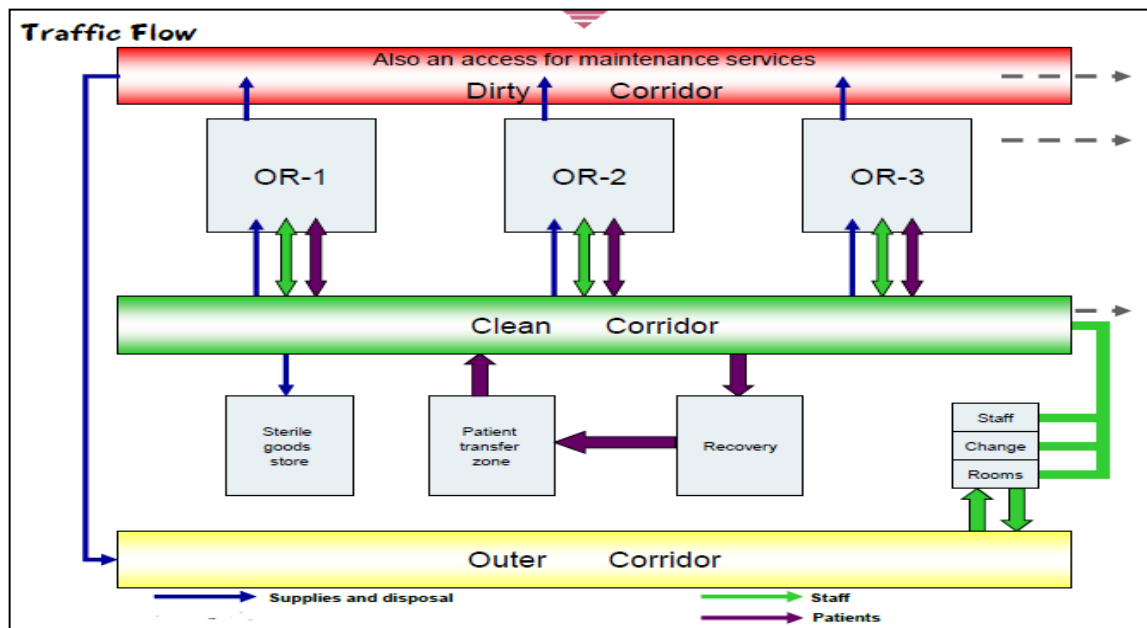 Traffic Flow
Also an access for maintenance services
Dirty Corridor
OR-1
OR-2
OR-3
Clean Corridor
Sterile
goods
store
Patient
transfer
zone
Recovery
Staff
Change
Rooms
Outer Corridor
Supplies and disposal
Staff
Patients